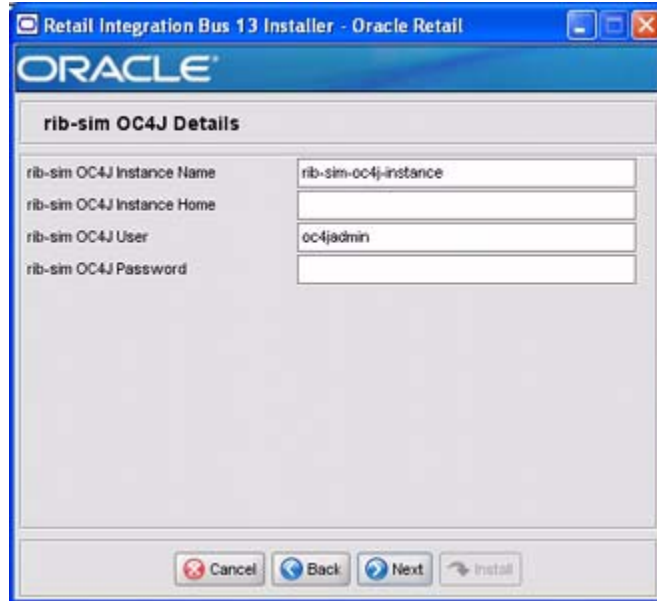 Retail Integration Bus 13 Installer - Oracle Retail
ORACLE
rib-sim OC4J Details
rib-sim OC4J Instance Name
rib-sim-oc4j-instance
rib-sim OC4J Instance Home
rib-sim OC4J User
oc4jadmin
rib-sim OC4J Password
Cancel
Back
Next
Install